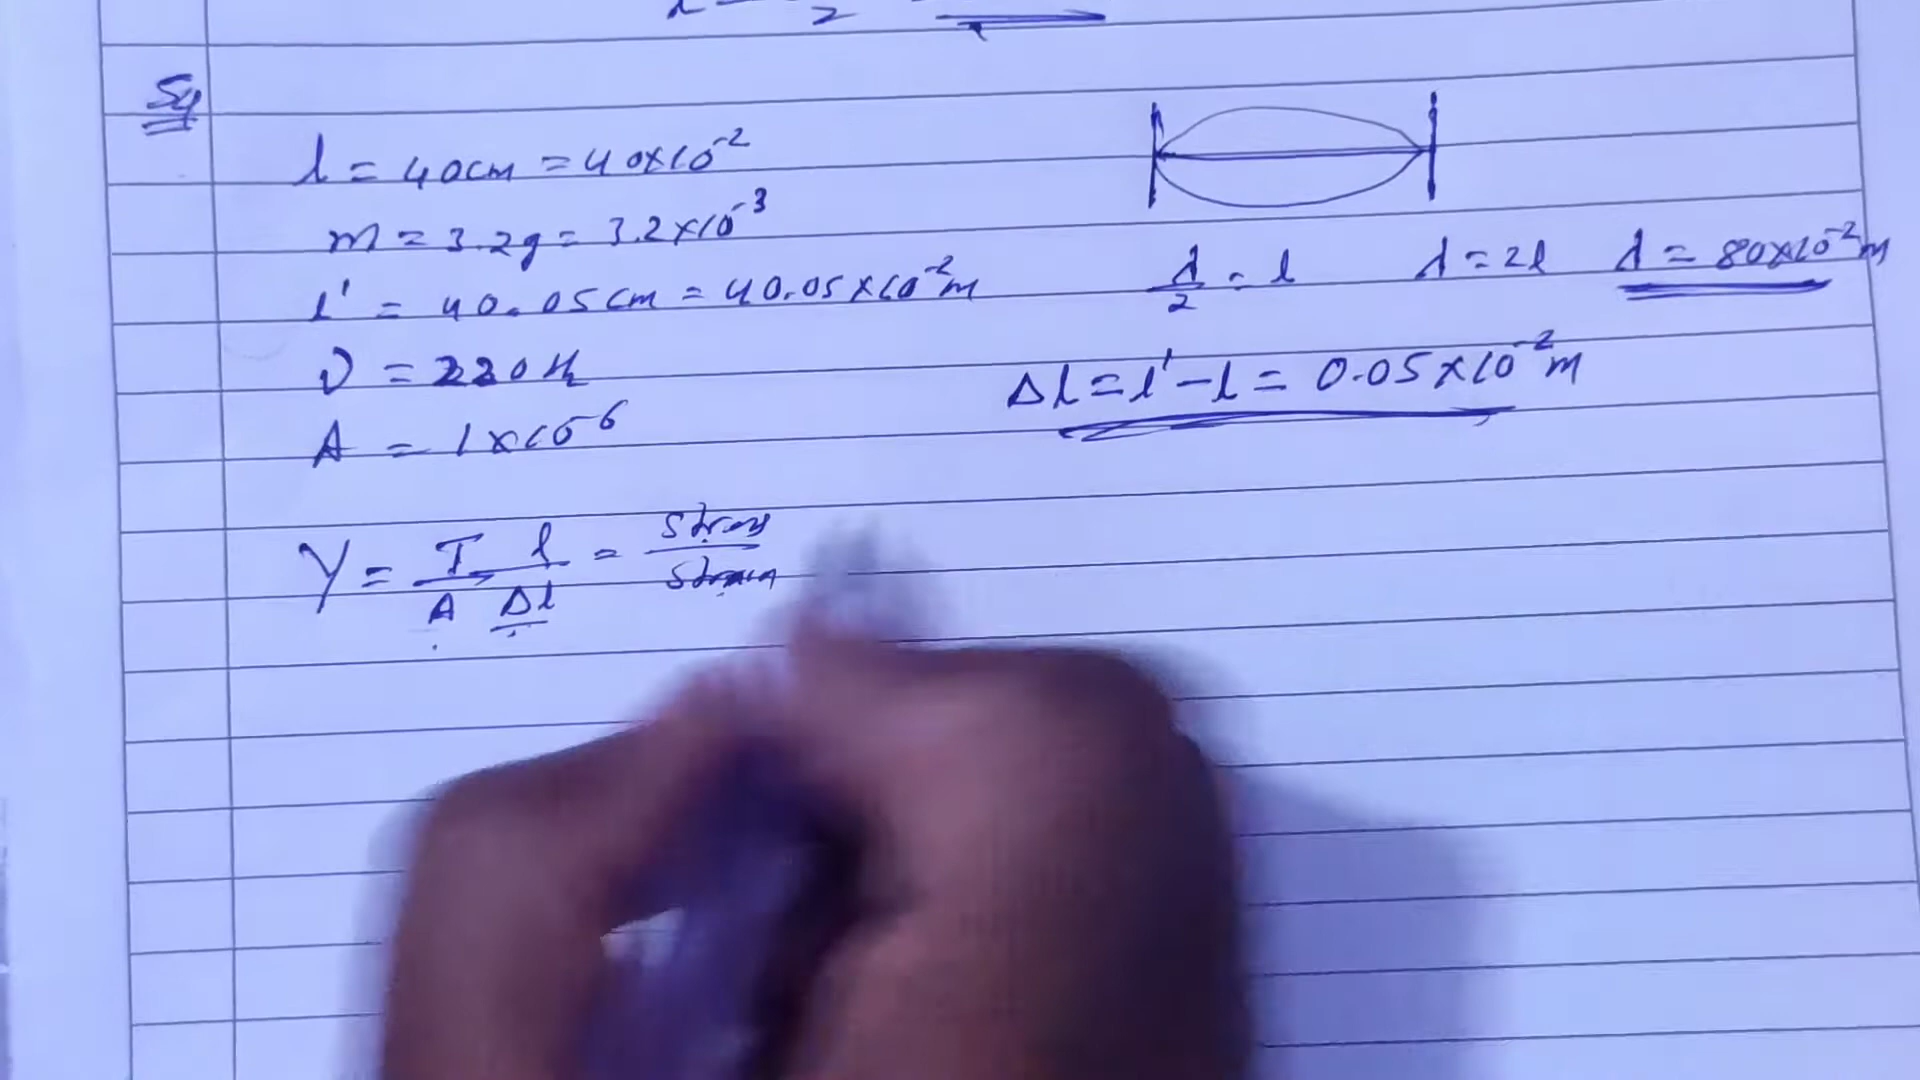 54
l = 40cm = 40×10⁻²
m = 3.2g = 3.2×10⁻³
l' = 40.05cm = 40.05×10⁻²m
λ/2 = l λ = 2l λ = 80×10⁻²m
ν = 220Hz
Δl = l' - l = 0.05×10⁻²m
A = 1×10⁻⁶
Y = T/A l/Δl = Stress/Strain